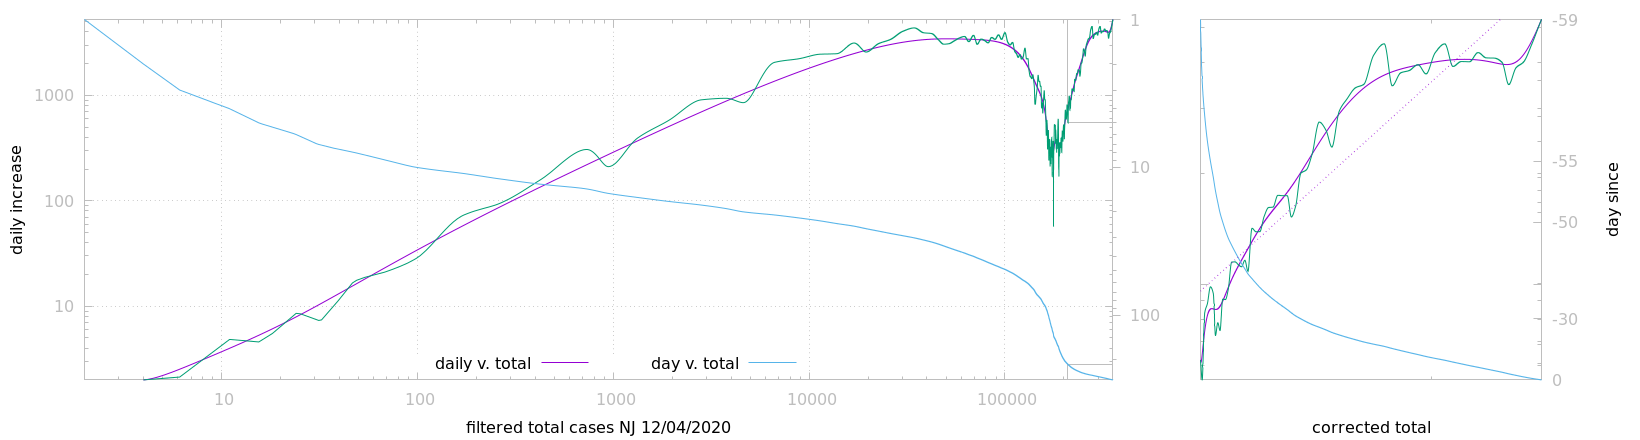 1
-59
1000
daily increase
100
10
10
100
-55
-50
-30
0
day since
daily v. total
day v. total
10
100
1000
10000
100000
filtered total cases NJ 12/04/2020
corrected total